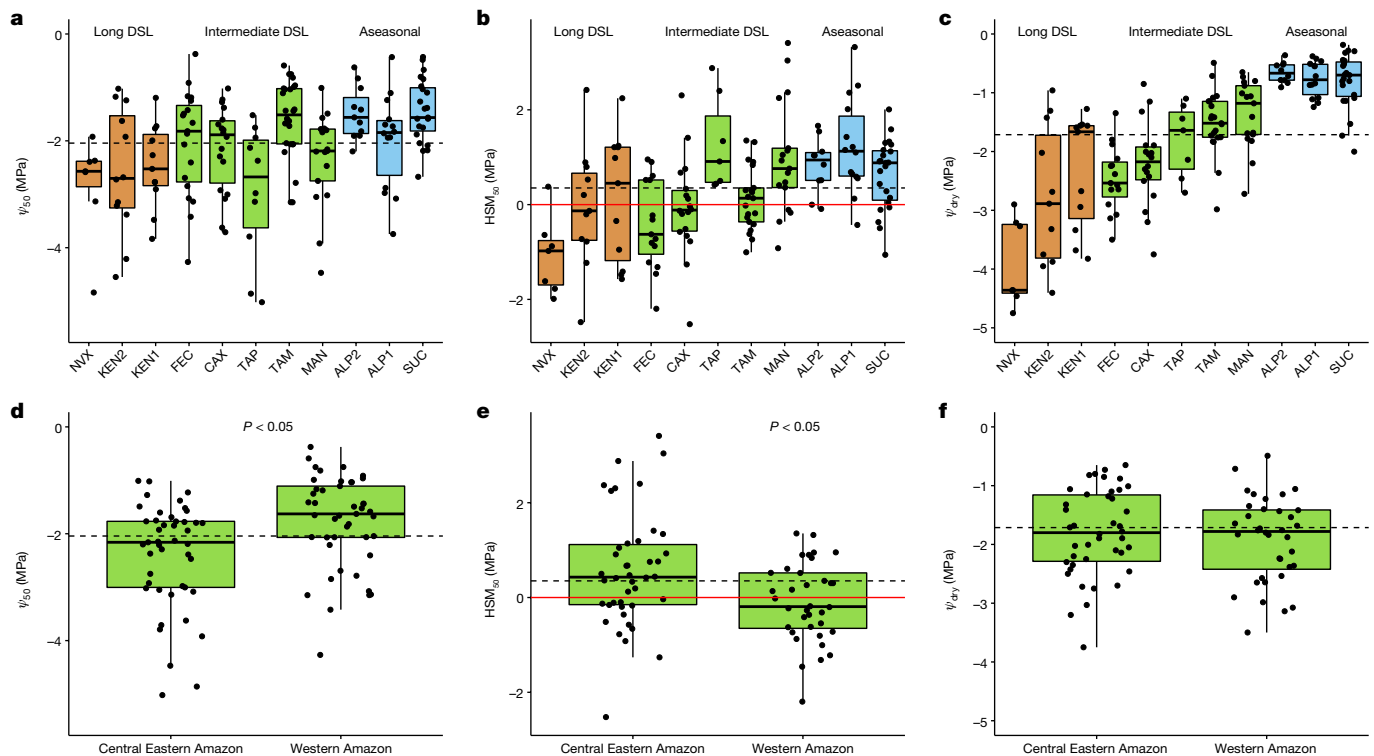 a
Long DSL
Intermediate DSL
Aseasonal
0
−2
−4
ψ50 (MPa)
NVX
KEN2
KEN1
FEC
CAX
TAP
TAM
MAN
ALP2
ALP1
SUC
b
Long DSL
Intermediate DSL
Aseasonal
2
0
−2
HSM50 (MPa)
NVX
KEN2
KEN1
FEC
CAX
TAP
TAM
MAN
ALP2
ALP1
SUC
c
Long DSL
Intermediate DSL
Aseasonal
0
−1
−2
−3
−4
−5
ψdry (MPa)
NVX
KEN2
KEN1
FEC
CAX
TAP
TAM
MAN
ALP2
ALP1
SUC
d
P < 0.05
0
−2
−4
ψ50 (MPa)
Central Eastern Amazon
Western Amazon
e
P < 0.05
2
0
−2
HSM50 (MPa)
Central Eastern Amazon
Western Amazon
f
0
−1
−2
−3
−4
−5
ψdry (MPa)
Central Eastern Amazon
Western Amazon